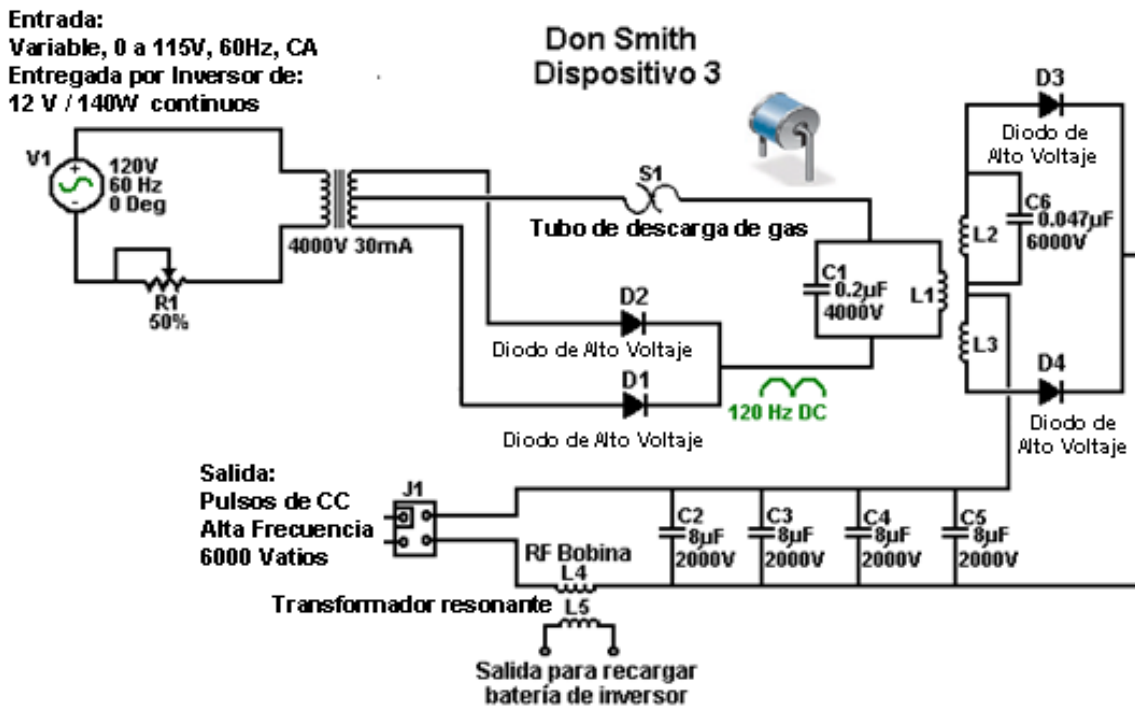 Entrada:
Variable, 0 a 115V, 60Hz, CA
Entregada por Inversor de:
12 V / 140W continuos
Don Smith
Dispositivo 3
V1
120V
60 Hz
0 Deg
R1
50%
4000V 30mA
S1
Tubo de descarga de gas
D2
Diodo de Alto Voltaje
D1
Diodo de Alto Voltaje
120 Hz DC
C1
0.2µF
4000V
L1
L2
L3
C6
0.047µF
6000V
D3
Diodo de
Alto Voltaje
D4
Diodo de
Alto Voltaje
Salida:
Pulsos de CC
Alta Frecuencia
6000 Vatios
J1
C2
8µF
2000V
C3
8µF
2000V
C4
8µF
2000V
C5
8µF
2000V
RF Bobina
L4
Transformador resonante
L5
Salida para recargar
batería de inversor